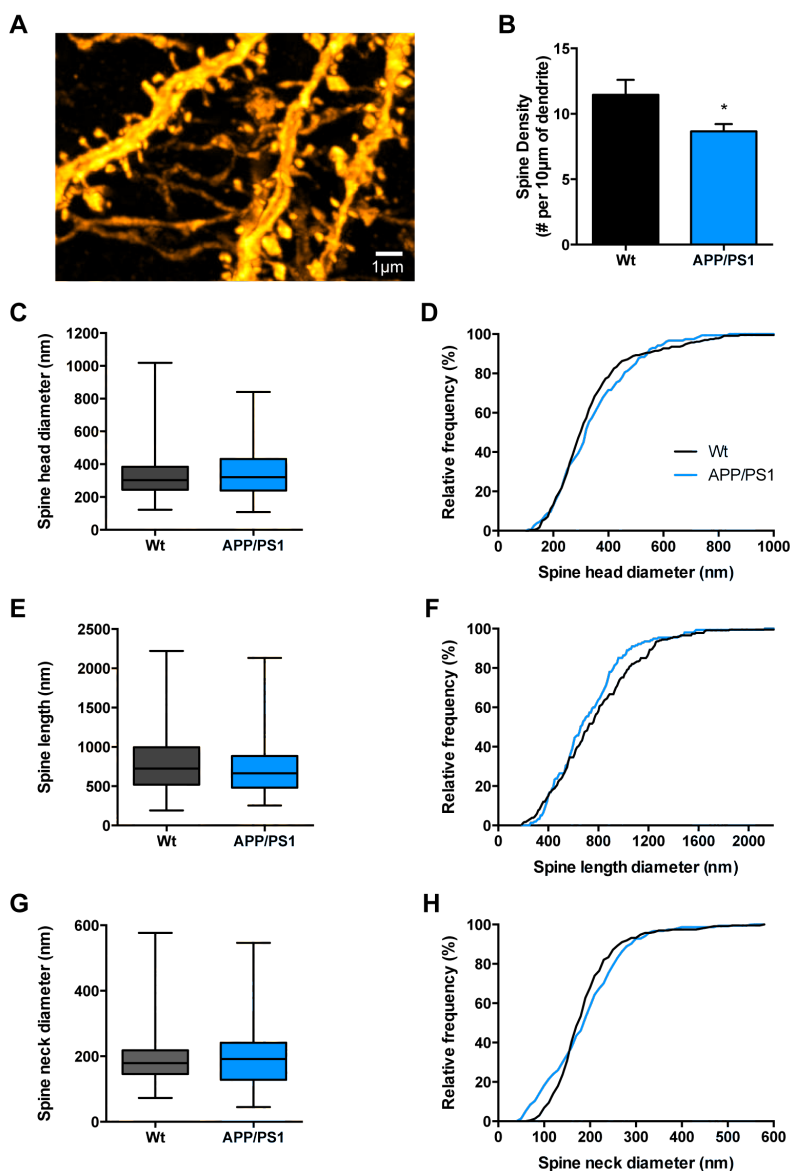 A
1µm
B
Spine Density
(# per 10µm of dendrite)
15
10
5
0
*
Wt
APP/PS1
C
Spine head diameter (nm)
1200
1000
800
600
400
200
0
Wt
APP/PS1
D
Relative frequency (%)
100
80
60
40
20
0
Wt
APP/PS1
0 200 400 600 800 1000
Spine head diameter (nm)
E
Spine length (nm)
2500
2000
1500
1000
500
0
Wt
APP/PS1
F
Relative frequency (%)
100
80
60
40
20
0
0 400 800 1200 1600 2000
Spine length diameter (nm)
G
Spine neck diameter (nm)
600
400
200
0
Wt
APP/PS1
H
Relative frequency (%)
100
80
60
40
20
0
0 100 200 300 400 500 600
Spine neck diameter (nm)